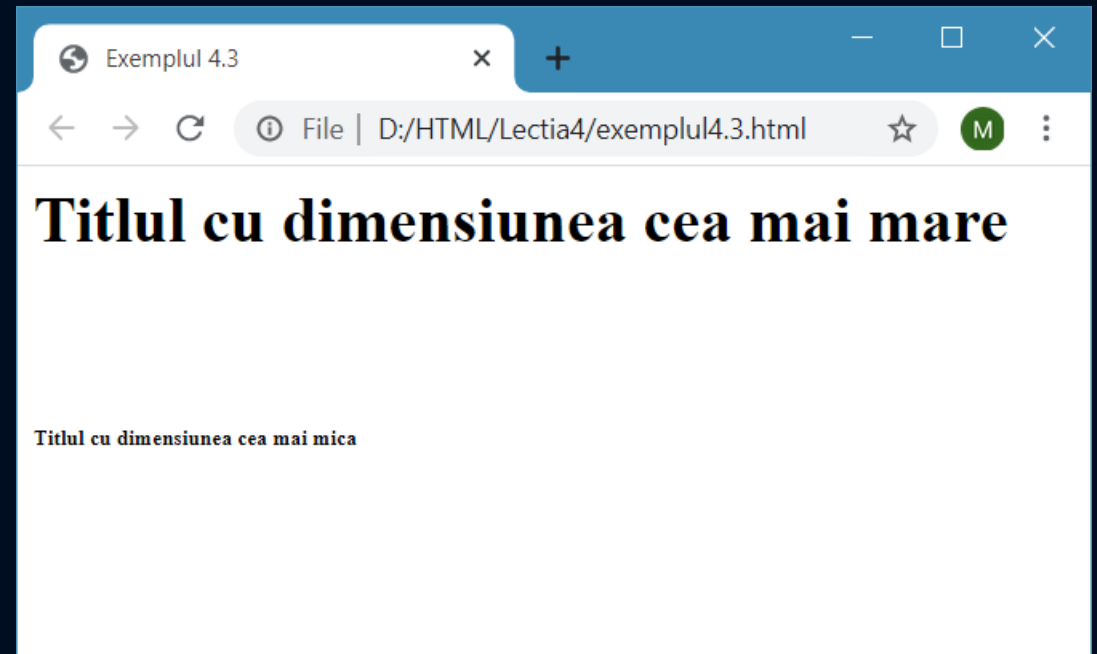 Exemplul 4.3
File | D:/HTML/Lectia4/exemplul4.3.html M
Titlul cu dimensiunea cea mai mare
Titlul cu dimensiunea cea mai mica